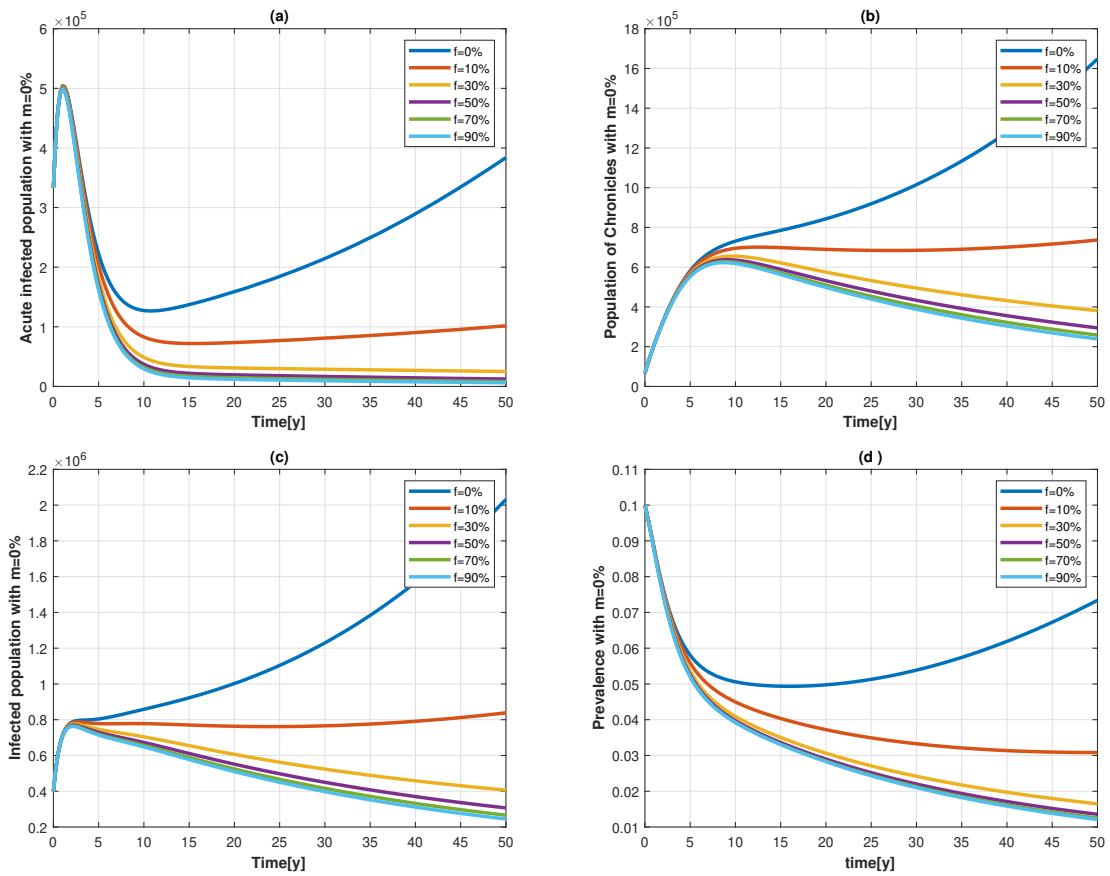 (a)
×10^5
Acute infected population with m=0%
6
5
4
3
2
1
0
0 5 10 15 20 25 30 35 40 45 50
Time[y]
f=0%
f=10%
f=30%
f=50%
f=70%
f=90%
(b)
×10^5
Population of Chronicles with m=0%
18
16
14
12
10
8
6
4
2
0
0 5 10 15 20 25 30 35 40 45 50
Time[y]
f=0%
f=10%
f=30%
f=50%
f=70%
f=90%
(c)
×10^6
Infected population with m=0%
2.2
2
1.8
1.6
1.4
1.2
1
0.8
0.6
0.4
0.2
0 5 10 15 20 25 30 35 40 45 50
Time[y]
f=0%
f=10%
f=30%
f=50%
f=70%
f=90%
(d )
Prevalence with m=0%
0.11
0.1
0.09
0.08
0.07
0.06
0.05
0.04
0.03
0.02
0.01
0 5 10 15 20 25 30 35 40 45 50
time[y]
f=0%
f=10%
f=30%
f=50%
f=70%
f=90%